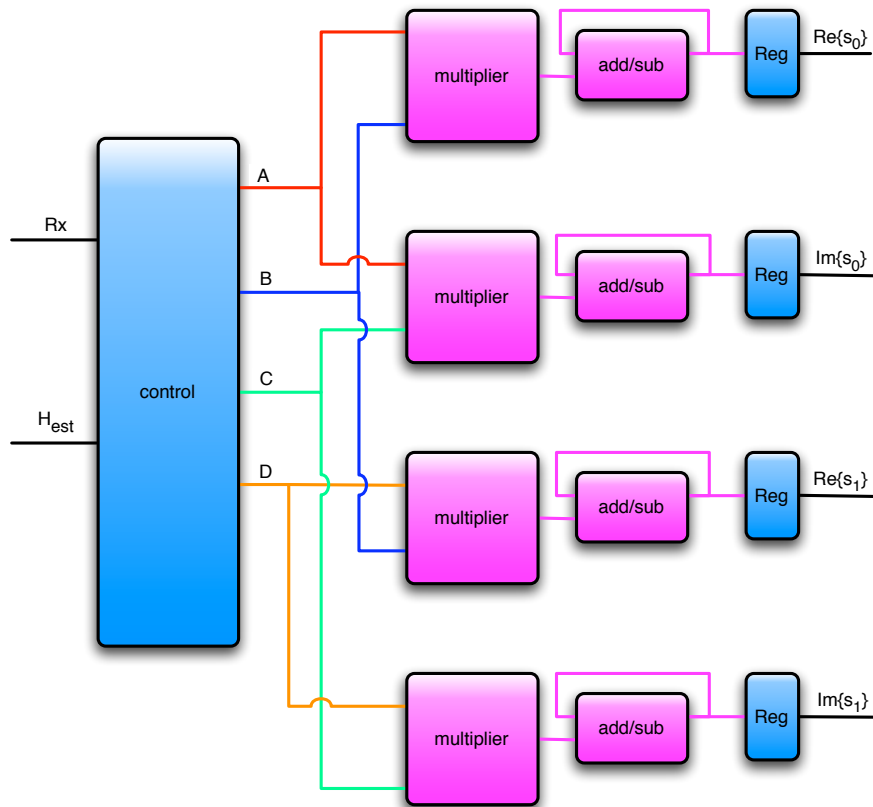 multiplier
add/sub
Reg
Re{s₀}
A
Rx
multiplier
add/sub
Reg
Im{s₀}
B
C
control
Hₑₛₜ
D
multiplier
add/sub
Reg
Re{s₁}
multiplier
add/sub
Reg
Im{s₁}